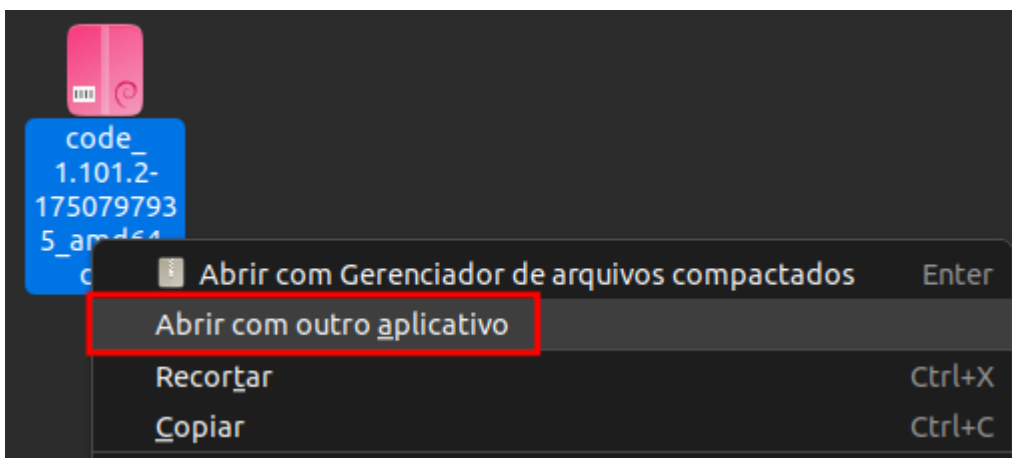 code_
1.101.2-
175079793
5_amd64
Abrir com Gerenciador de arquivos compactados Enter
Abrir com outro aplicativo
Recortar Ctrl+X
Copiar Ctrl+C